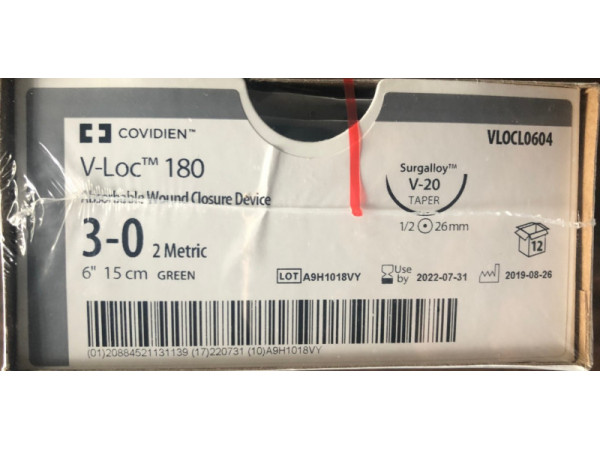 COVIDIEN™
VLOCL0604
V-Loc™ 180
Absorbable Wound Closure Device
Surgalloy™
V-20
TAPER
1/2 26mm
3-0 2 Metric
6" 15 cm GREEN
12
LOT A9H1018VY
Use by 2022-07-31
2019-08-26
(01)20884521131139 (17)220731 (10)A9H1018VY